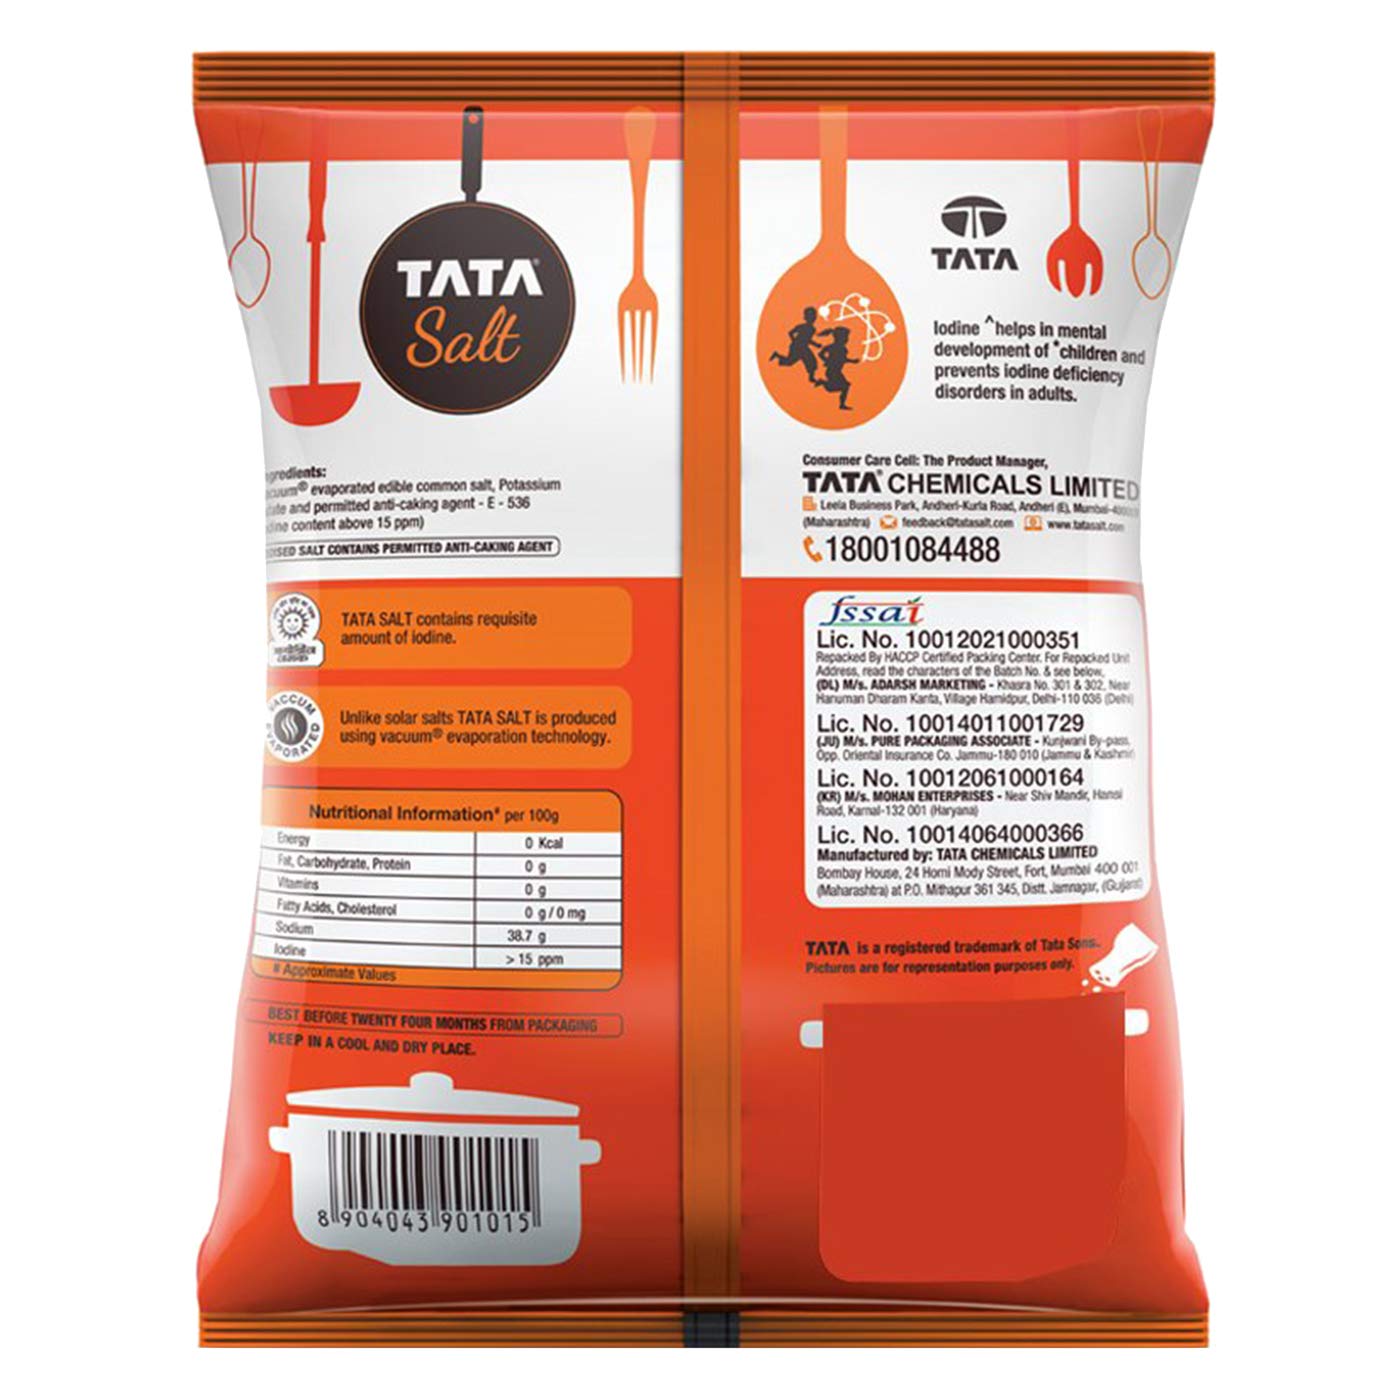 TATA
Salt
TATA
Iodine ^helps in mental
development of *children and
prevents iodine deficiency
disorders in adults.
gredients:
cuum® evaporated edible common salt, Potassium
ate and permitted anti-caking agent - E - 536
dine content above 15 ppm)
DISED SALT CONTAINS PERMITTED ANTI-CAKING AGENT
TATA SALT contains requisite
amount of iodine.
VACCUM
EVAPORATED
Unlike solar salts TATA SALT is produced
using vacuum® evaporation technology.
Nutritional Information# per 100g
Energy 0 Kcal
Fat, Carbohydrate, Protein 0 g
Vitamins 0 g
Fatty Acids, Cholesterol 0 g / 0 mg
Sodium 38.7 g
Iodine > 15 ppm
# Approximate Values
BEST BEFORE TWENTY FOUR MONTHS FROM PACKAGING
KEEP IN A COOL AND DRY PLACE.
8 904043 901015
Consumer Care Cell: The Product Manager,
TATA® CHEMICALS LIMITED
Leela Business Park, Andheri-Kurla Road, Andheri (E), Mumbai-4000
(Maharashtra) feedback@tatasalt.com www.tatasalt.com
18001084488
fssai
Lic. No. 10012021000351
Repacked By HACCP Certified Packing Center. For Repacked Unit
Address, read the characters of the Batch No. & see below,
(DL) M/s. ADARSH MARKETING - Khasra No. 301 & 302, Near
Hanuman Dharam Kanta, Village Hamidpur, Delhi-110 036 (Delhi)
Lic. No. 10014011001729
(JU) M/s. PURE PACKAGING ASSOCIATE - Kunjwani By-pass,
Opp. Oriental Insurance Co. Jammu-180 010 (Jammu & Kashmir)
Lic. No. 10012061000164
(KR) M/s. MOHAN ENTERPRISES - Near Shiv Mandir, Hansi
Road, Karnal-132 001 (Haryana)
Lic. No. 10014064000366
Manufactured by: TATA CHEMICALS LIMITED
Bombay House, 24 Homi Mody Street, Fort, Mumbai 400 001
(Maharashtra) at P.O. Mithapur 361 345, Distt. Jamnagar, (Gujarat)
TATA is a registered trademark of Tata Sons.
Pictures are for representation purposes only.